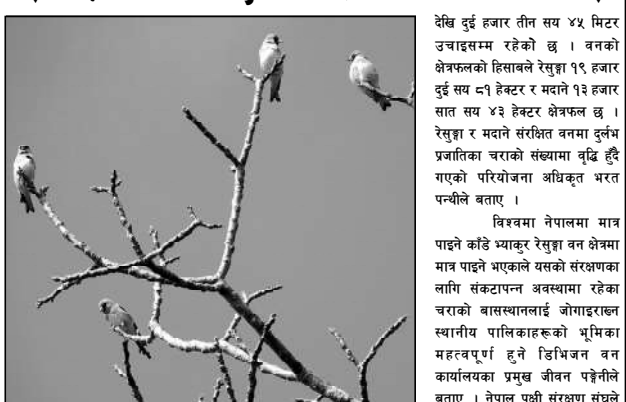 देखि दुई हजार तीन सय ४५ मिटर
उचाइसम्म रहेको छ । वनको
क्षेत्रफलको हिसाबले रेसुङ्गा १९ हजार
दुई सय ८१ हेक्टर र मदाने १३ हजार
सात सय ४३ हेक्टर क्षेत्रफल छ ।
रेसुङ्गा र मदाने संरक्षित वनमा दुर्लभ
प्रजातिका चराको संख्यामा वृद्धि हुँदै
गएको परियोजना अधिकृत भरत
पन्थीले बताए ।
विश्वमा नेपालमा मात्र
पाइने काँडे भ्याकुर रेसुङ्गा वन क्षेत्रमा
मात्र पाइने भएकाले यसको संरक्षणका
लागि संकटापन्न अवस्थामा रहेका
चराको बासस्थानलाई जोगाइराख्न
स्थानीय पालिकाहरूको भूमिका
महत्वपूर्ण हुने डिभिजन वन
कार्यालयका प्रमुख जीवन पङ्गेनीले
बताए । नेपाल पक्षी संरक्षण संघले